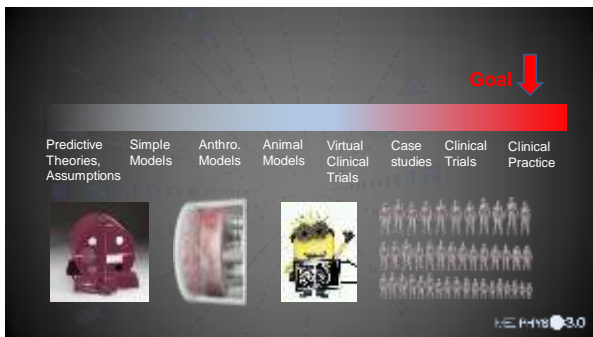 Goal
Predictive Theories, Assumptions
Simple Models
Anthro. Models
Animal Models
Virtual Clinical Trials
Case studies
Clinical Trials
Clinical Practice